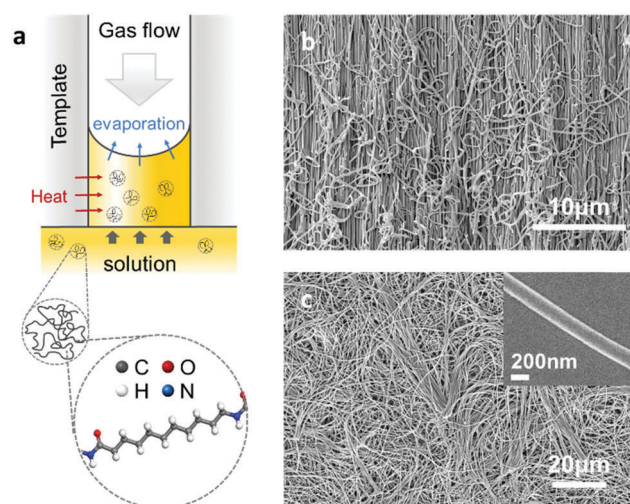 a
Gas flow
Template
evaporation
Heat
solution
C
O
H
N
b
10μm
c
200nm
20μm